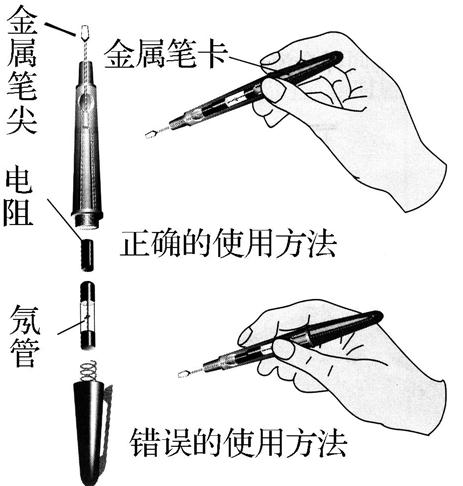 金属笔尖
金属笔卡
电阻
正确的使用方法
氖管
错误的使用方法